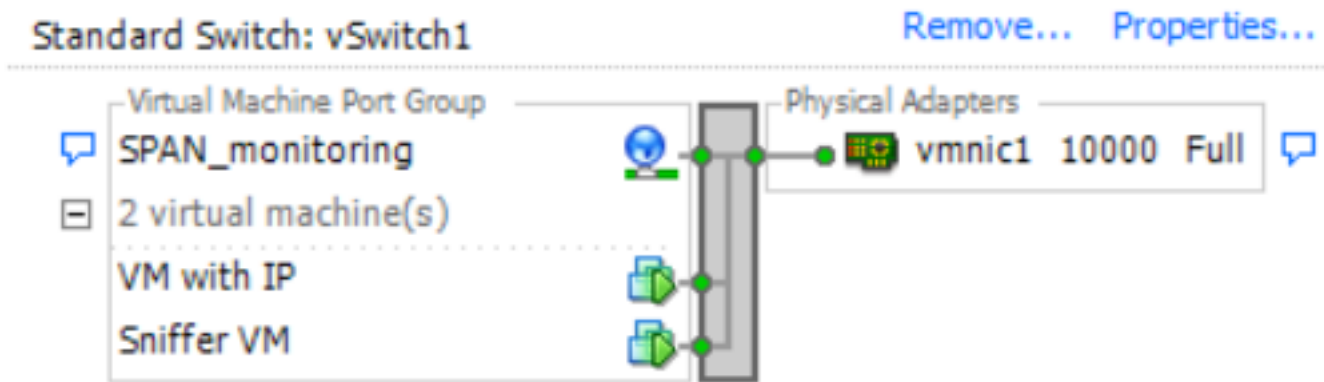 Standard Switch: vSwitch1 Remove... Properties...
Virtual Machine Port Group Physical Adapters
SPAN_monitoring vmnic1 10000 Full
2 virtual machine(s)
VM with IP
Sniffer VM